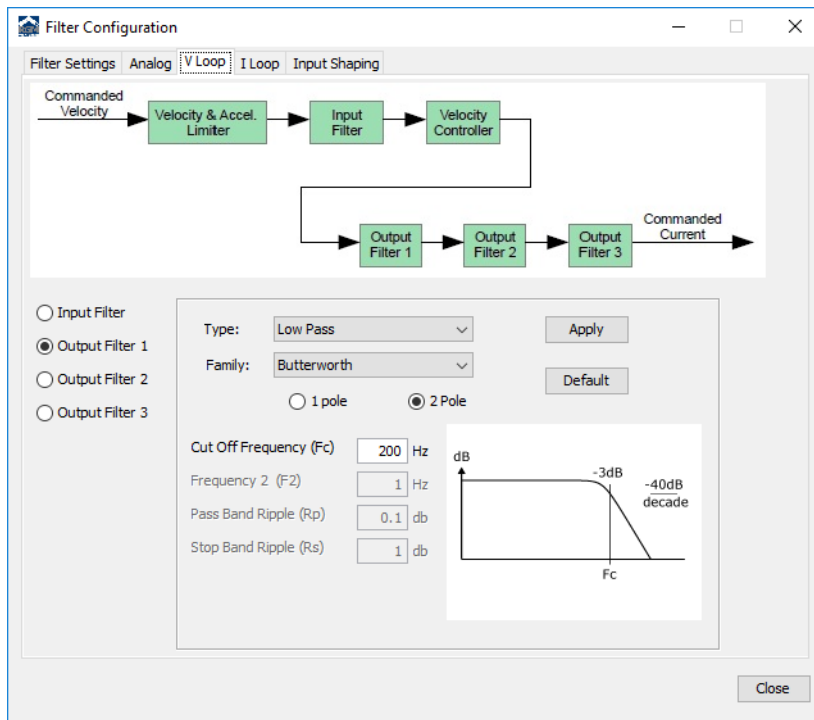 Filter Configuration
Filter Settings Analog V Loop I Loop Input Shaping
Commanded
Velocity
Velocity & Accel.
Limiter
Input
Filter
Velocity
Controller
Output
Filter 1
Output
Filter 2
Output
Filter 3
Commanded
Current
Input Filter
Output Filter 1
Output Filter 2
Output Filter 3
Type: Low Pass Apply
Family: Butterworth Default
1 pole 2 Pole
Cut Off Frequency (Fc) 200 Hz
Frequency 2 (F2) 1 Hz
Pass Band Ripple (Rp) 0.1 db
Stop Band Ripple (Rs) 1 db
dB
-3dB
-40dB
decade
Fc
Close